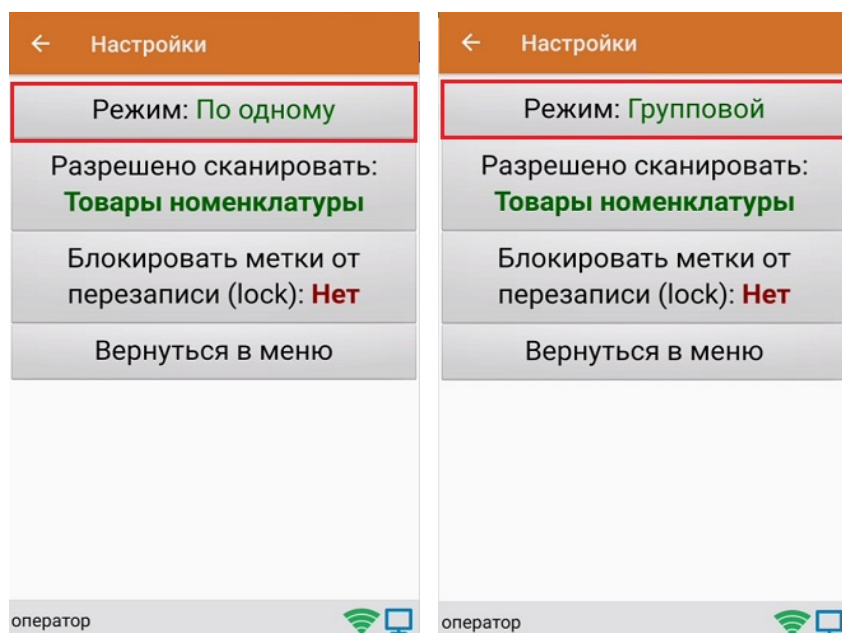 Настройки
Режим: По одному
Разрешено сканировать:
Товары номенклатуры
Блокировать метки от
перезаписи (lock): Нет
Вернуться в меню
оператор
Настройки
Режим: Групповой
Разрешено сканировать:
Товары номенклатуры
Блокировать метки от
перезаписи (lock): Нет
Вернуться в меню
оператор